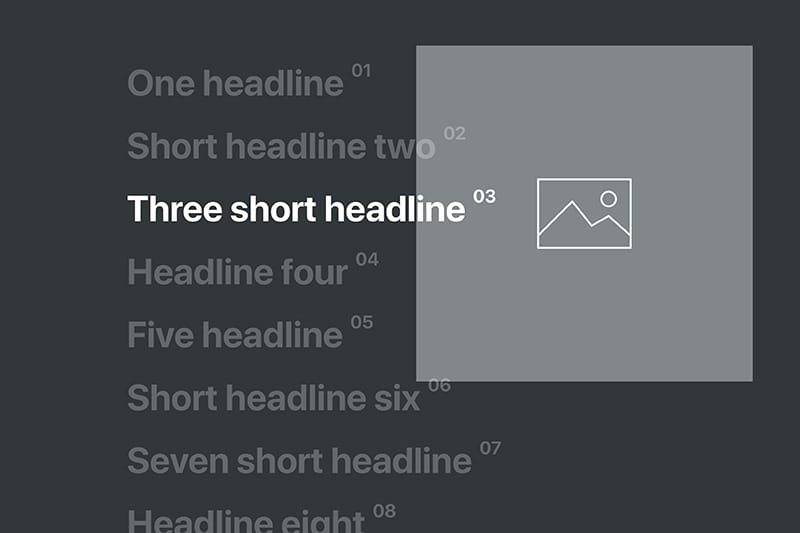 One headline 01
Short headline two 02
Three short headline 03
Headline four 04
Five headline 05
Short headline six 06
Seven short headline 07
Headline eight 08